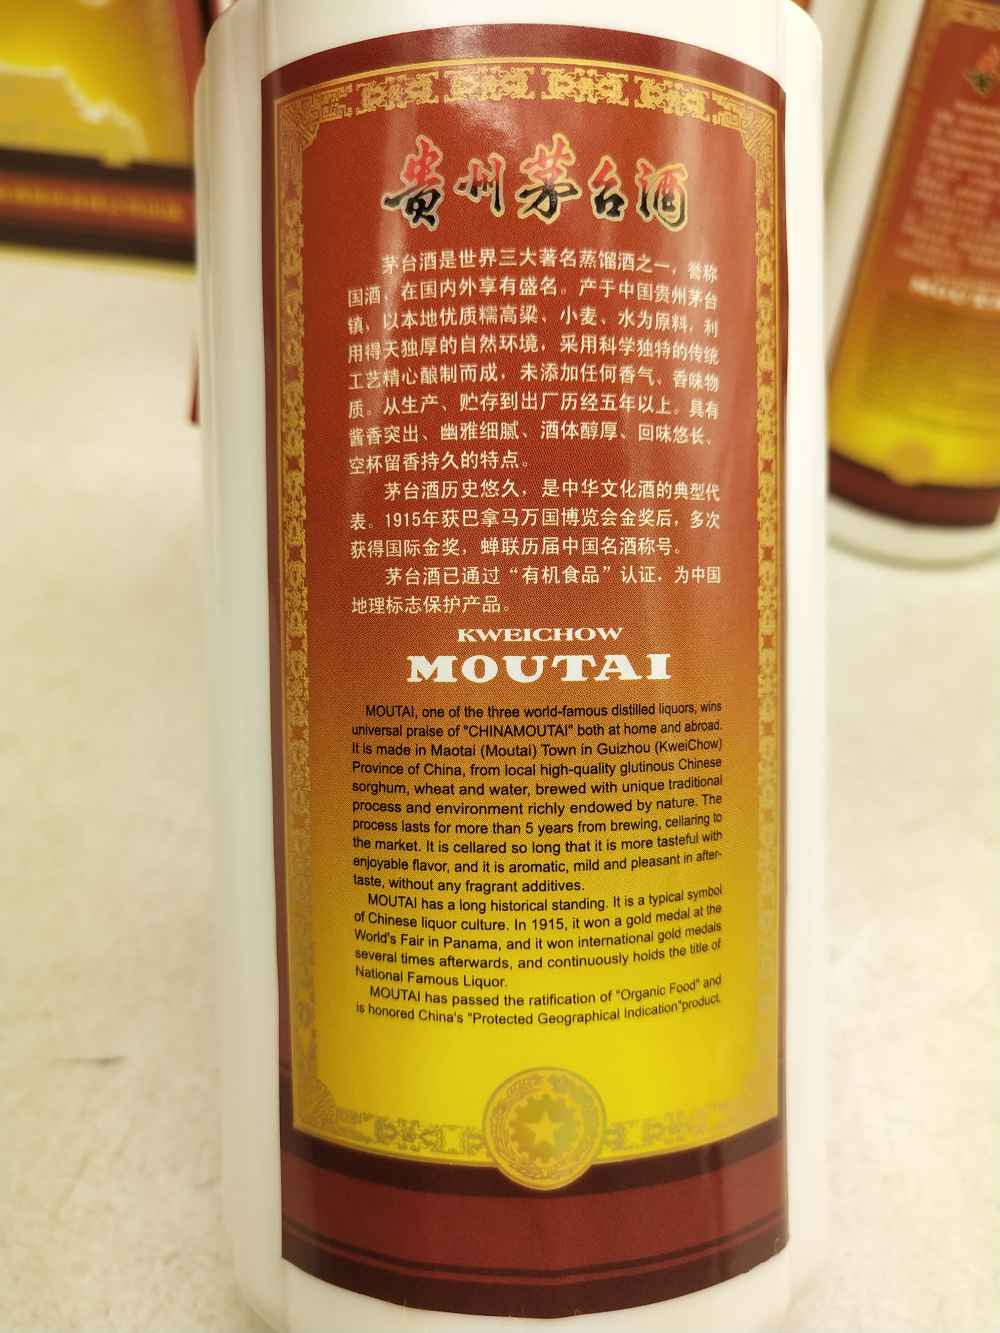 贵州茅台酒
茅台酒是世界三大著名蒸馏酒之一，誉称
国酒、在国内外享有盛名。产于中国贵州茅台
镇、以本地优质糯高粱、小麦、水为原料，利
用得天独厚的自然环境，采用科学独特的传统
工艺精心酿制而成，未添加任何香气、香味物
质。从生产、贮存到出厂历经五年以上。具有
酱香突出、幽雅细腻、酒体醇厚、回味悠长、
空杯留香持久的特点。
茅台酒历史悠久，是中华文化酒的典型代
表。1915年获巴拿马万国博览会金奖后，多次
获得国际金奖，蝉联历届中国名酒称号。
茅台酒已通过“有机食品”认证，为中国
地理标志保护产品。
KWEICHOW
MOUTAI
MOUTAI, one of the three world-famous distilled liquors, wins
universal praise of "CHINAMOUTAI" both at home and abroad.
It is made in Maotai (Moutai) Town in Guizhou (KweiChow)
Province of China, from local high-quality glutinous Chinese
sorghum, wheat and water, brewed with unique traditional
process and environment richly endowed by nature. The
process lasts for more than 5 years from brewing, cellaring to
the market. It is cellared so long that it is more tasteful with
enjoyable flavor, and it is aromatic, mild and pleasant in after-
taste, without any fragrant additives.
MOUTAI has a long historical standing. It is a typical symbol
of Chinese liquor culture. In 1915, it won a gold medal at the
World's Fair in Panama, and it won international gold medals
several times afterwards, and continuously holds the title of
National Famous Liquor.
MOUTAI has passed the ratification of "Organic Food" and
is honored China's "Protected Geographical Indication"product.